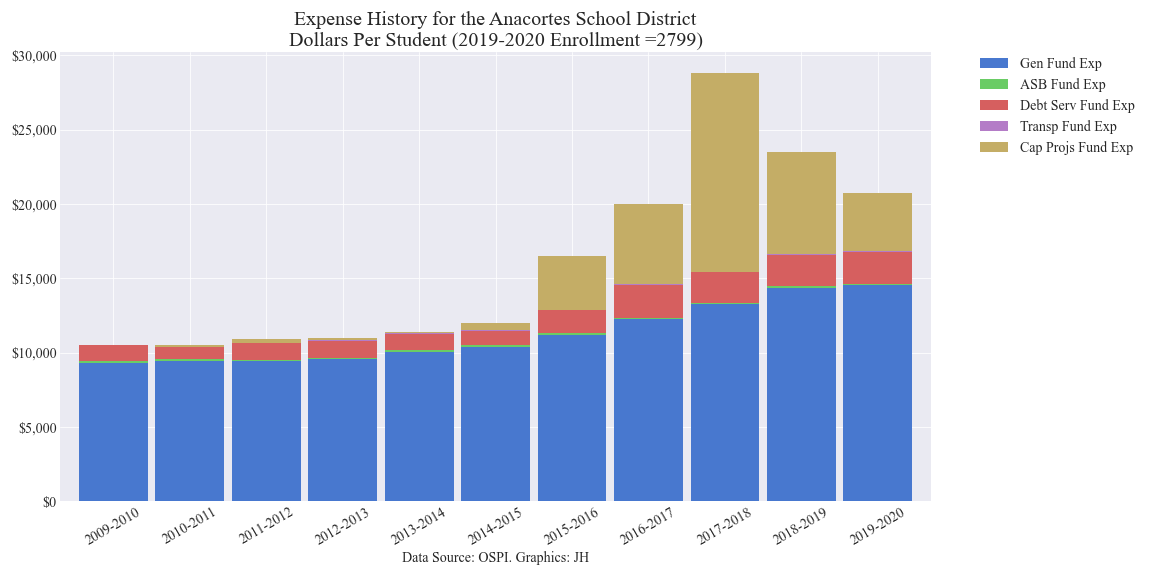 Expense History for the Anacortes School District
Dollars Per Student (2019-2020 Enrollment =2799)
$30,000
$25,000
$20,000
$15,000
$10,000
$5,000
$0
2009-2010
2010-2011
2011-2012
2012-2013
2013-2014
2014-2015
2015-2016
2016-2017
2017-2018
2018-2019
2019-2020
Data Source: OSPI. Graphics: JH
Gen Fund Exp
ASB Fund Exp
Debt Serv Fund Exp
Transp Fund Exp
Cap Projs Fund Exp